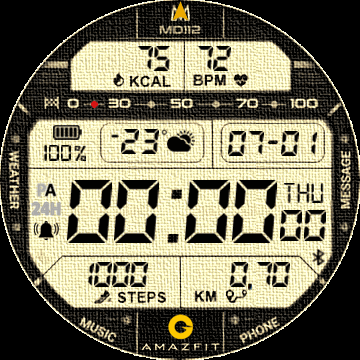 MD112
75 72
KCAL BPM
0 30 50 70 100
100% -23° 07-01
WEATHER
MESSAGE
PA
24H
00:00 00 THU
1000 0,70
STEPS KM
MUSIC PHONE
AMAZFIT